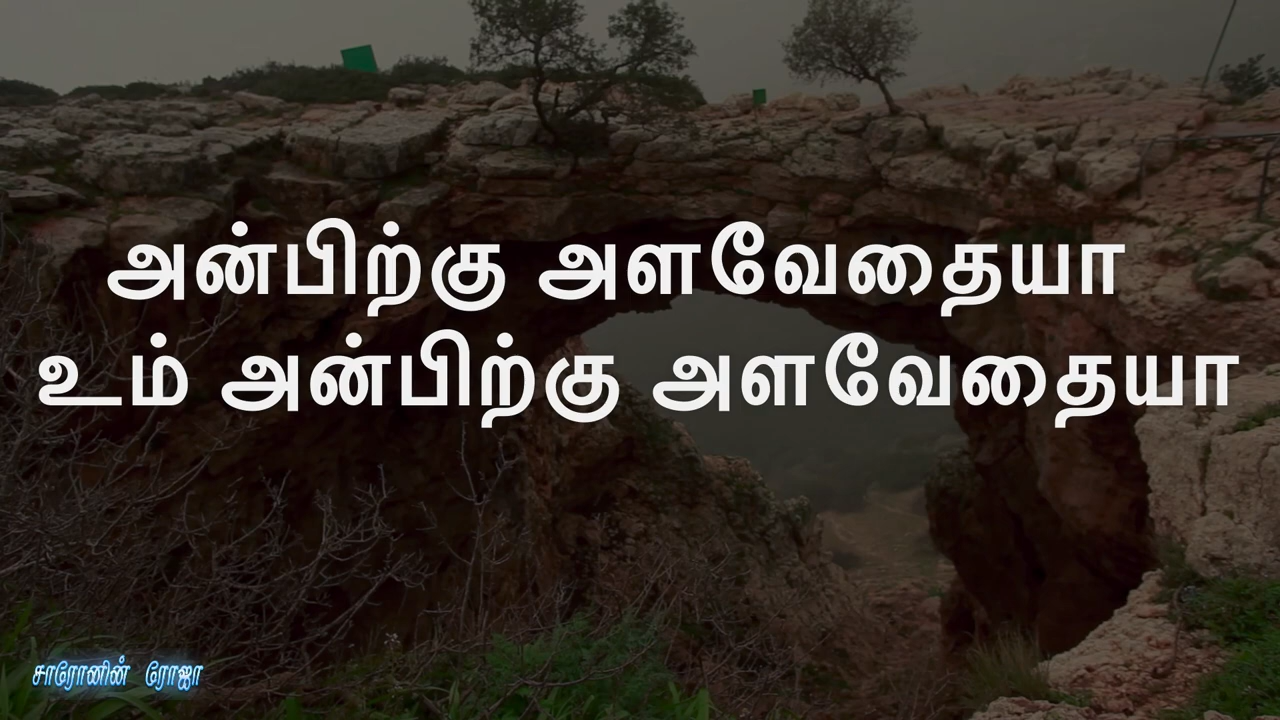 அன்பிற்கு அளவேதையா
உம் அன்பிற்கு அளவேதையா
சாரோனின் ரோஜா